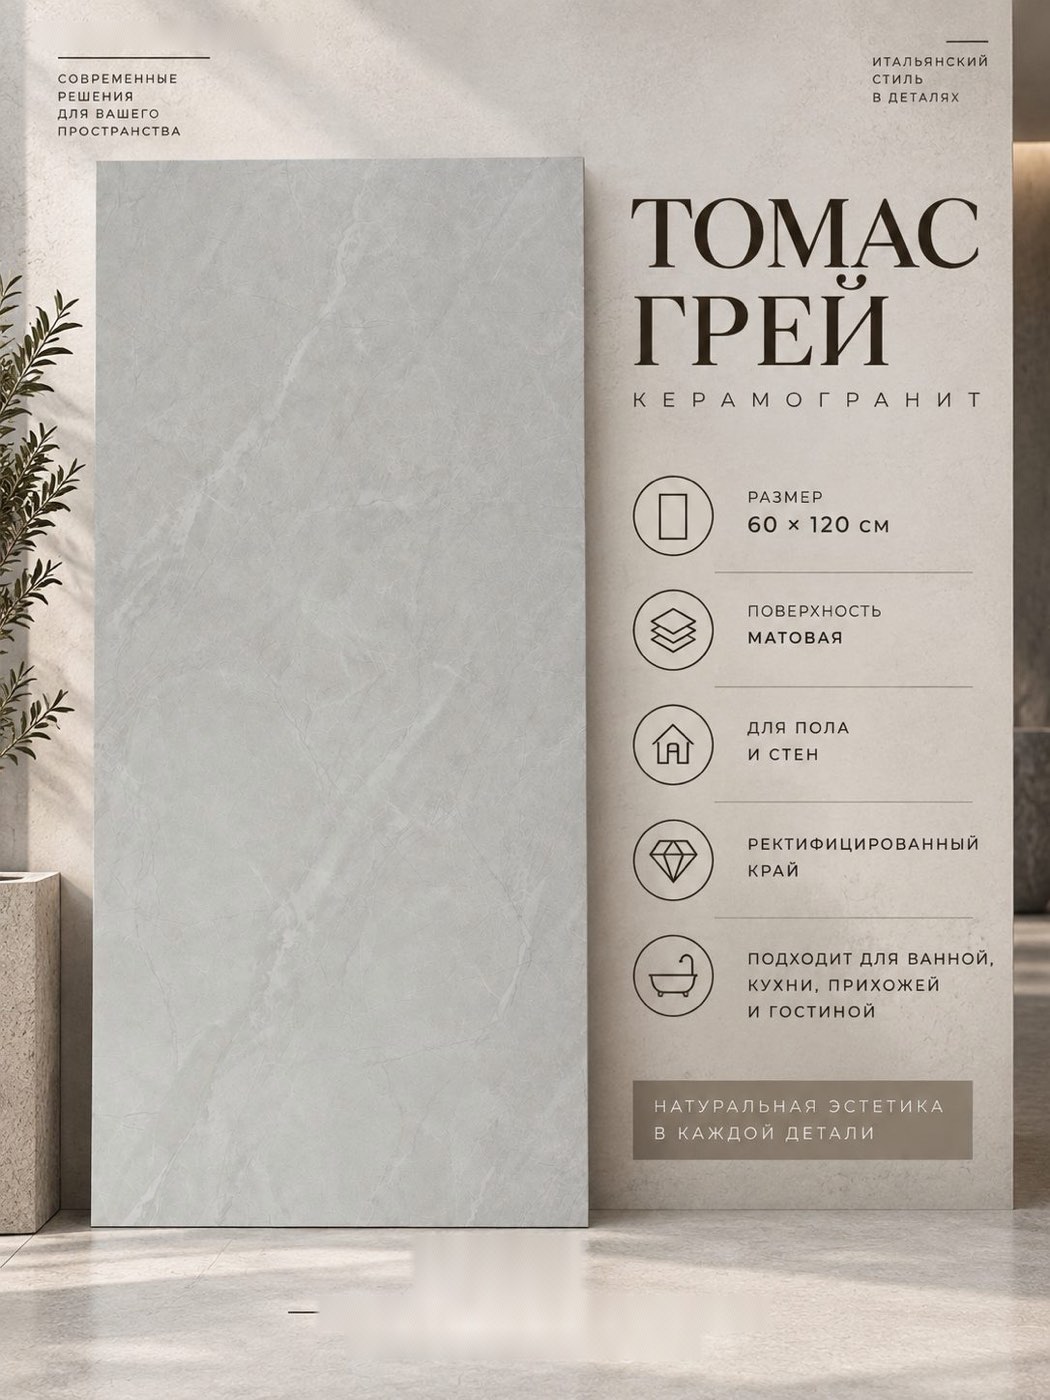 СОВРЕМЕННЫЕ
РЕШЕНИЯ
ДЛЯ ВАШЕГО
ПРОСТРАНСТВА
ИТАЛЬЯНСКИЙ
СТИЛЬ
В ДЕТАЛЯХ
ТОМАС
ГРЕЙ
КЕРАМОГРАНИТ
РАЗМЕР
60 × 120 СМ
ПОВЕРХНОСТЬ
МАТОВАЯ
ДЛЯ ПОЛА
И СТЕН
РЕКТИФИЦИРОВАННЫЙ
КРАЙ
ПОДХОДИТ ДЛЯ ВАННОЙ,
КУХНИ, ПРИХОЖЕЙ
И ГОСТИНОЙ
НАТУРАЛЬНАЯ ЭСТЕТИКА
В КАЖДОЙ ДЕТАЛИ